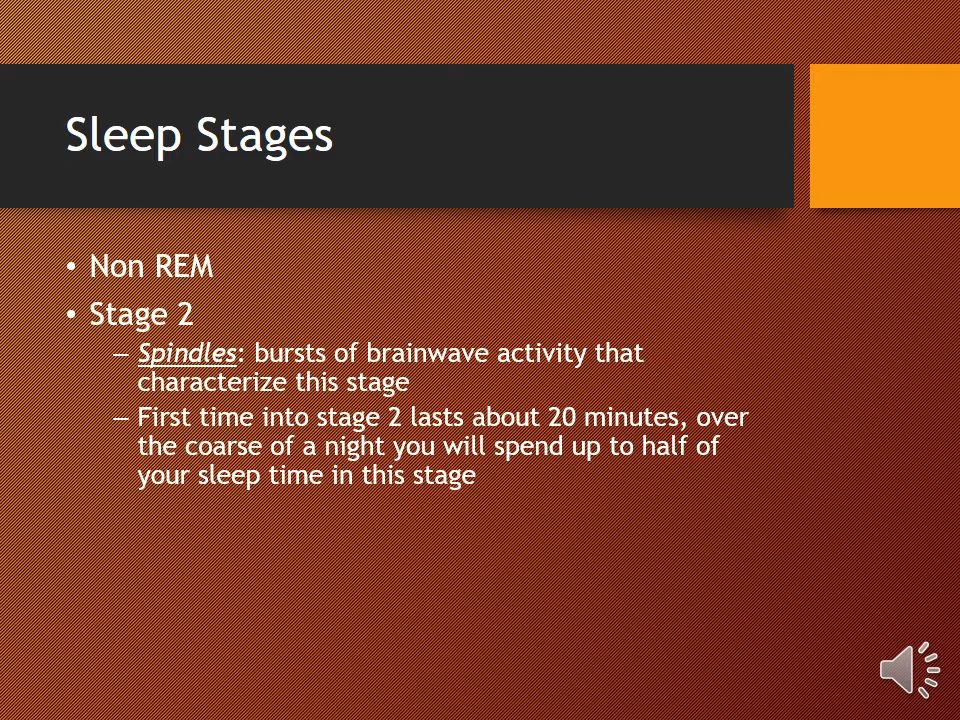 Sleep Stages
• Non REM
• Stage 2
– Spindles: bursts of brainwave activity that
characterize this stage
– First time into stage 2 lasts about 20 minutes, over
the coarse of a night you will spend up to half of
your sleep time in this stage